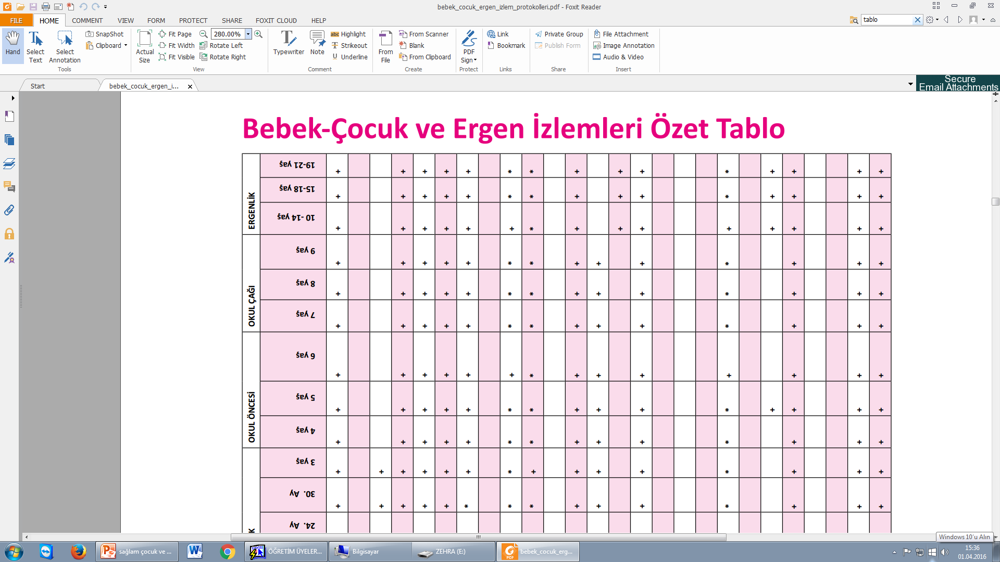 bebek_cocuk_ergen_izlem_protokolleri.pdf - Foxit Reader
FILE HOME COMMENT VIEW FORM PROTECT SHARE FOXIT CLOUD HELP tablo
SnapShot Fit Page 280.00% Highlight From Scanner Link Private Group File Attachment
Hand Select Text Select Annotation Clipboard Actual Size Fit Width Rotate Left Typewriter Note Strikeout From File Blank PDF Sign Bookmark Publish Form Image Annotation
Fit Visible Rotate Right Underline From Clipboard Audio & Video
Tools View Comment Create Protect Links Share Insert
Start bebek_cocuk_ergen_i... Secure
Email Attachments
Bebek-Çocuk ve Ergen İzlemleri Özet Tablo
ERGENLİK
19-21 yaş + + + + + * * + + + * + + + +
15-18 yaş + + + + + * * + + + * + + + +
10 -14 yaş + + + + + + * + + + + + + + +
OKUL ÇAĞI
9 yaş + + + + + * * + + + * + + +
8 yaş + + + + + * * + + + * + + +
7 yaş + + + + + * * + + + * + + +
OKUL ÖNCESİ
6 yaş + + + + + + * + + + + + + +
5 yaş + + + + + * * + + + * + + + +
4 yaş + + + + + * * + + + * + + +
K
3 yaş + + + + + + * + + + + * + + +
30. Ay + + + + + * * * + + + * + + +
24. Ay
Windows 10'u Alın
sağlam çocuk ve ... ÖĞRETİM ÜYELER... Bilgisayar ZEHRA (E:) bebek_cocuk_erg... 15:36
01.04.2016